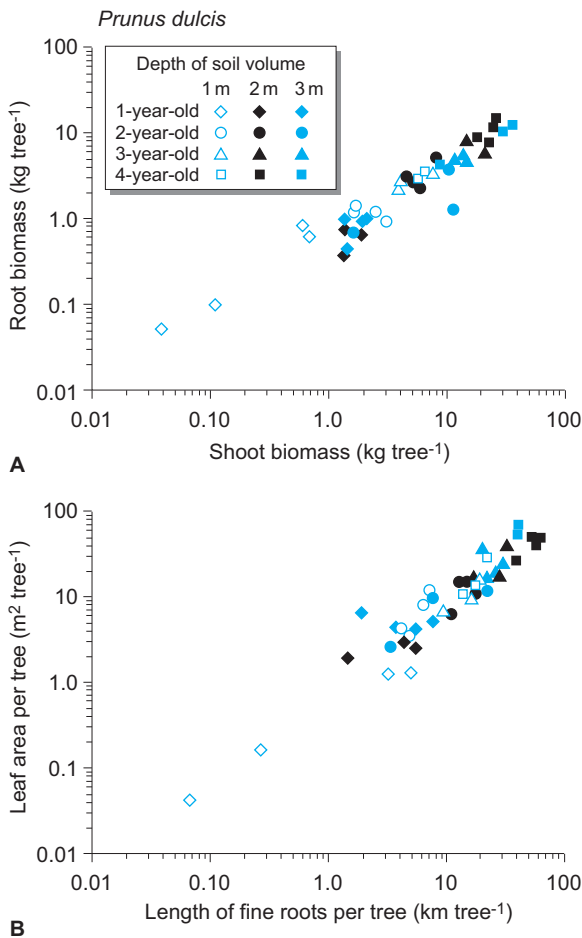 Prunus dulcis
A
100
10
1.0
0.1
0.01
Root biomass (kg tree-1)
Depth of soil volume
1 m 2 m 3 m
1-year-old
2-year-old
3-year-old
4-year-old
0.01 0.10 1.0 10 100
Shoot biomass (kg tree-1)
100
10
1.0
0.1
0.01
Leaf area per tree (m2 tree-1)
0.01 0.10 1.0 10 100
Length of fine roots per tree (km tree-1)
B